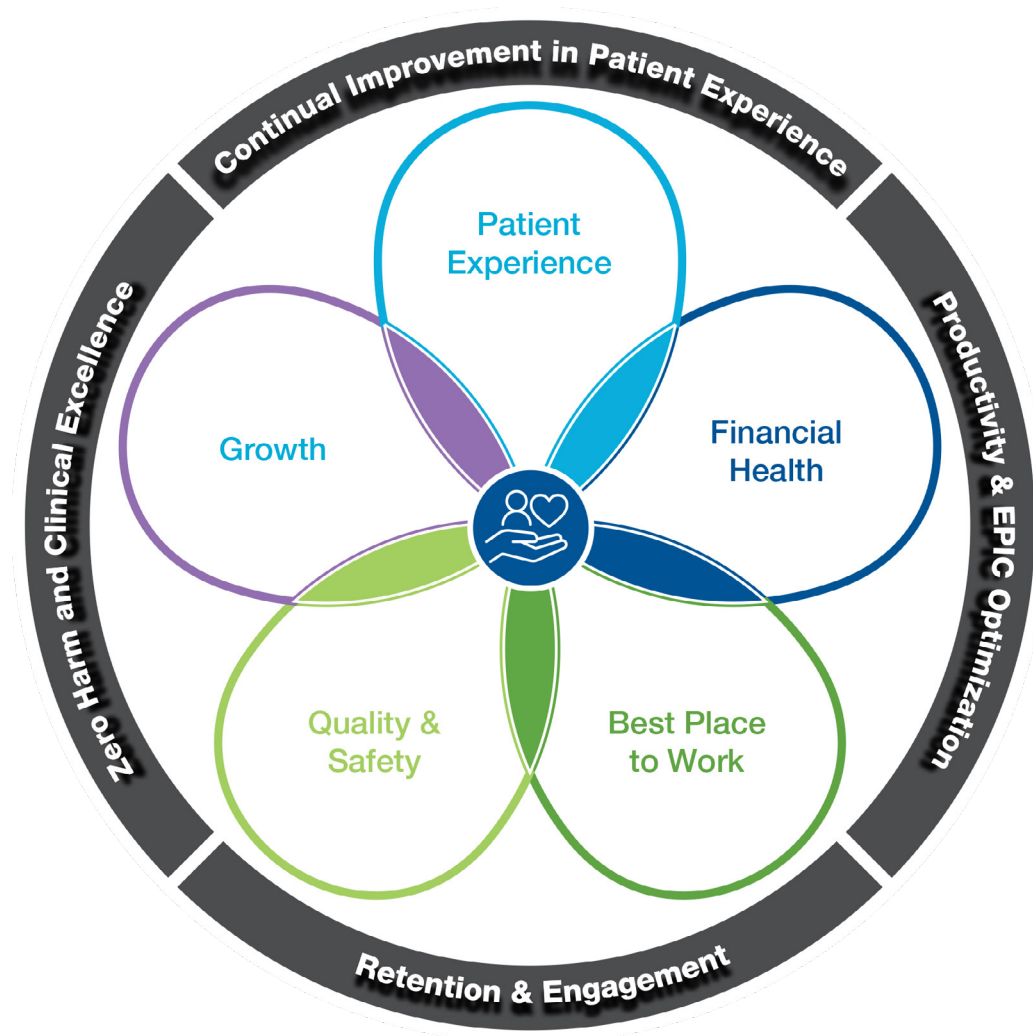 Continual Improvement in Patient Experience
Patient
Experience
Growth
Financial
Health
Quality &
Safety
Best Place
to Work
Zero Harm and Clinical Excellence
Productivity & EPIC Optimization
Retention & Engagement